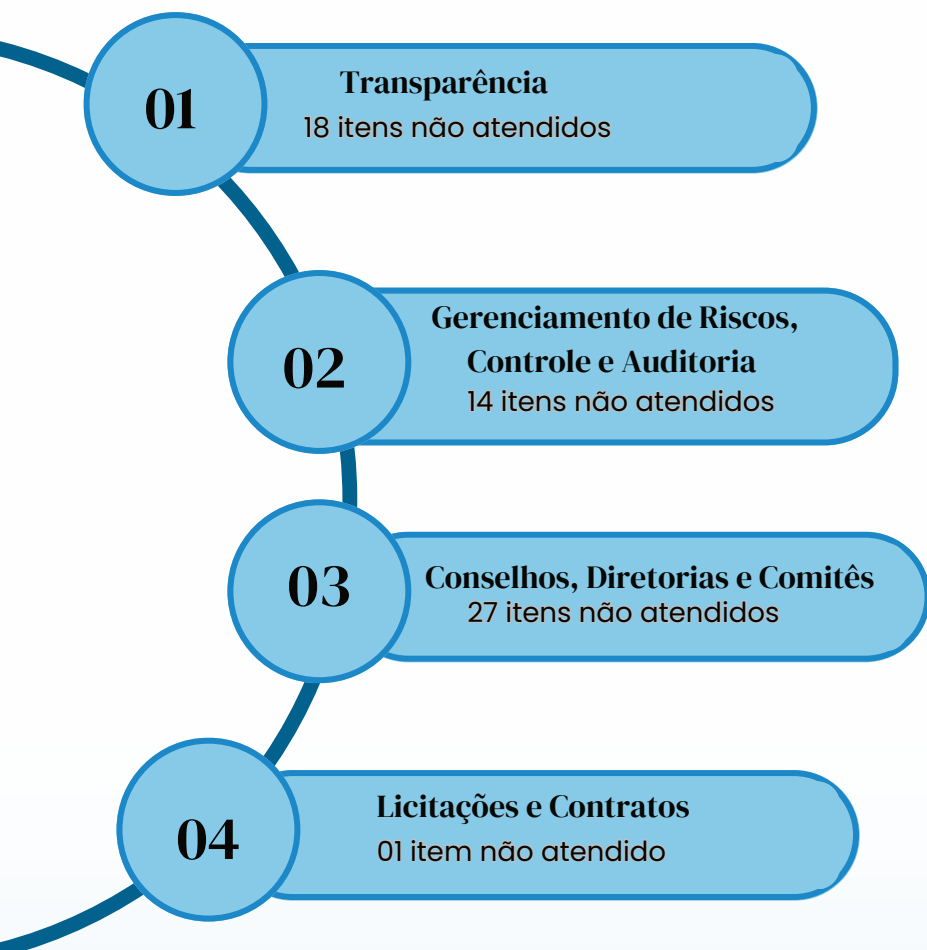 01
Transparência
18 itens não atendidos
02
Gerenciamento de Riscos,
Controle e Auditoria
14 itens não atendidos
03
Conselhos, Diretorias e Comitês
27 itens não atendidos
04
Licitações e Contratos
01 item não atendido